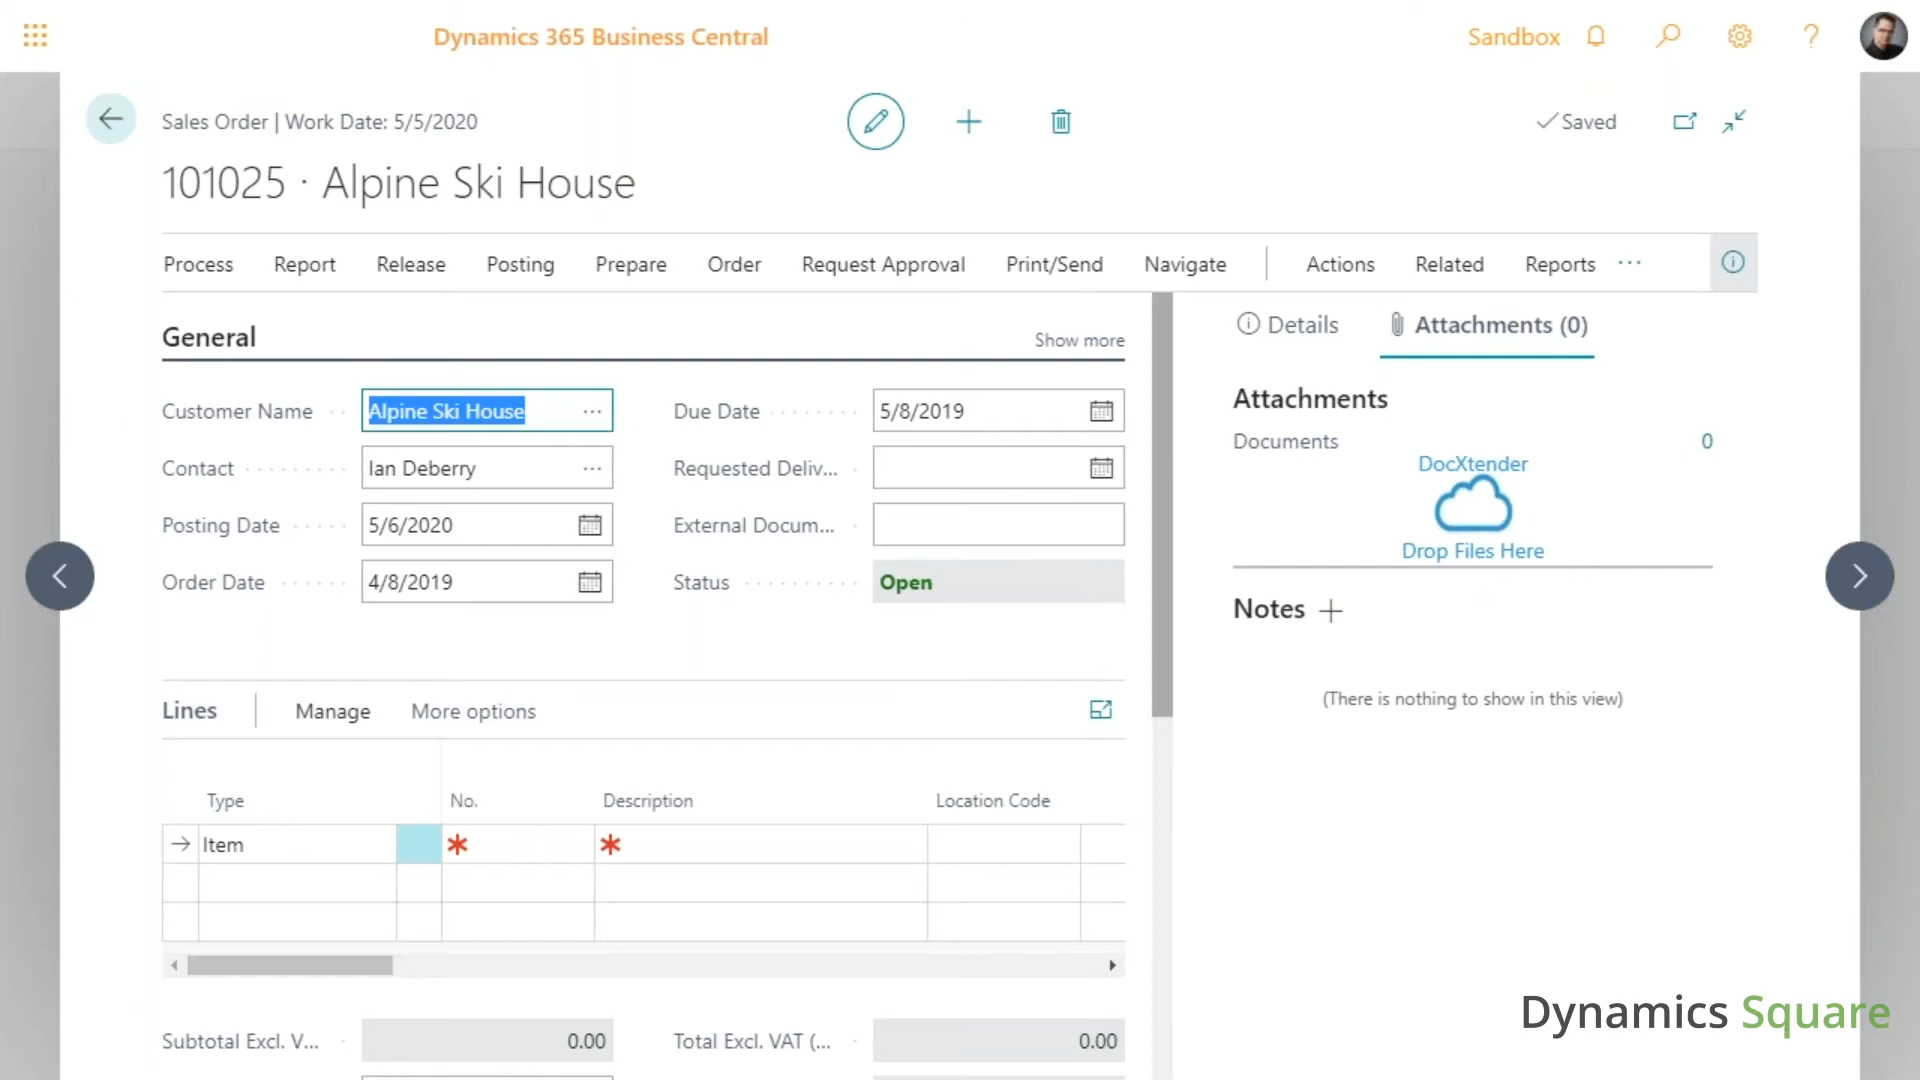 Dynamics 365 Business Central
Sandbox
?
Sales Order | Work Date: 5/5/2020
Saved
101025 · Alpine Ski House
Process Report Release Posting Prepare Order Request Approval Print/Send Navigate Actions Related Reports ...
General
Show more
Customer Name Alpine Ski House ...
Contact Ian Deberry ...
Posting Date 5/6/2020
Order Date 4/8/2019
Due Date 5/8/2019
Requested Deliv...
External Docum...
Status Open
Lines Manage More options
Type No. Description Location Code
Item * *
Subtotal Excl. V... 0.00
Total Excl. VAT (... 0.00
Details Attachments (0)
Attachments
Documents 0
DocXtender
Drop Files Here
Notes +
(There is nothing to show in this view)
Dynamics Square